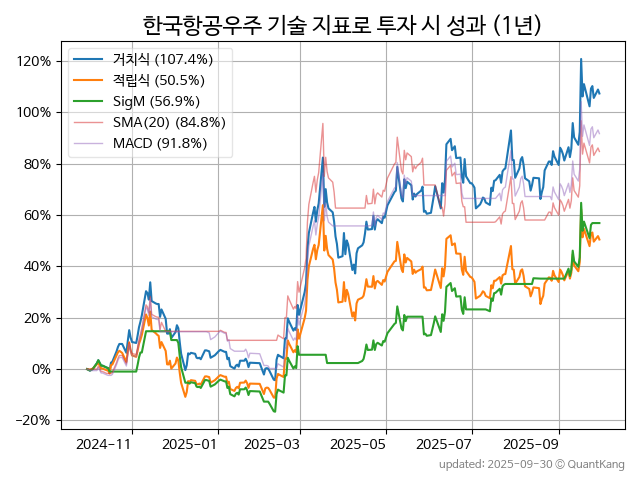 한국항공우주 기술 지표로 투자 시 성과 (1년)
120%
100%
80%
60%
40%
20%
0%
−20%
거치식 (107.4%)
적립식 (50.5%)
SigM (56.9%)
SMA(20) (84.8%)
MACD (91.8%)
2024-11
2025-01
2025-03
2025-05
2025-07
2025-09
updated: 2025-09-30 © QuantKang